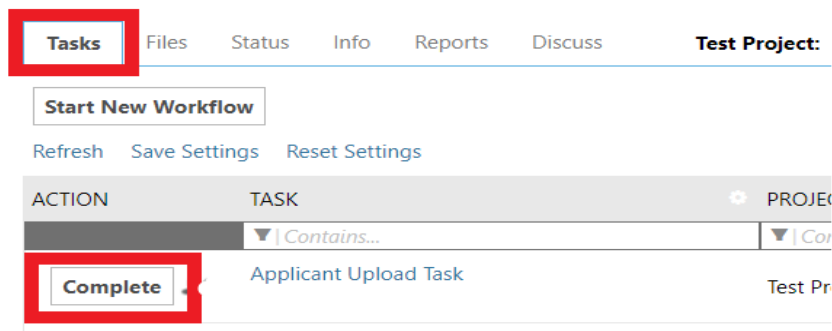 Tasks Files Status Info Reports Discuss Test Project:
Start New Workflow
Refresh Save Settings Reset Settings
ACTION TASK
Contains...
Complete Applicant Upload Task Test